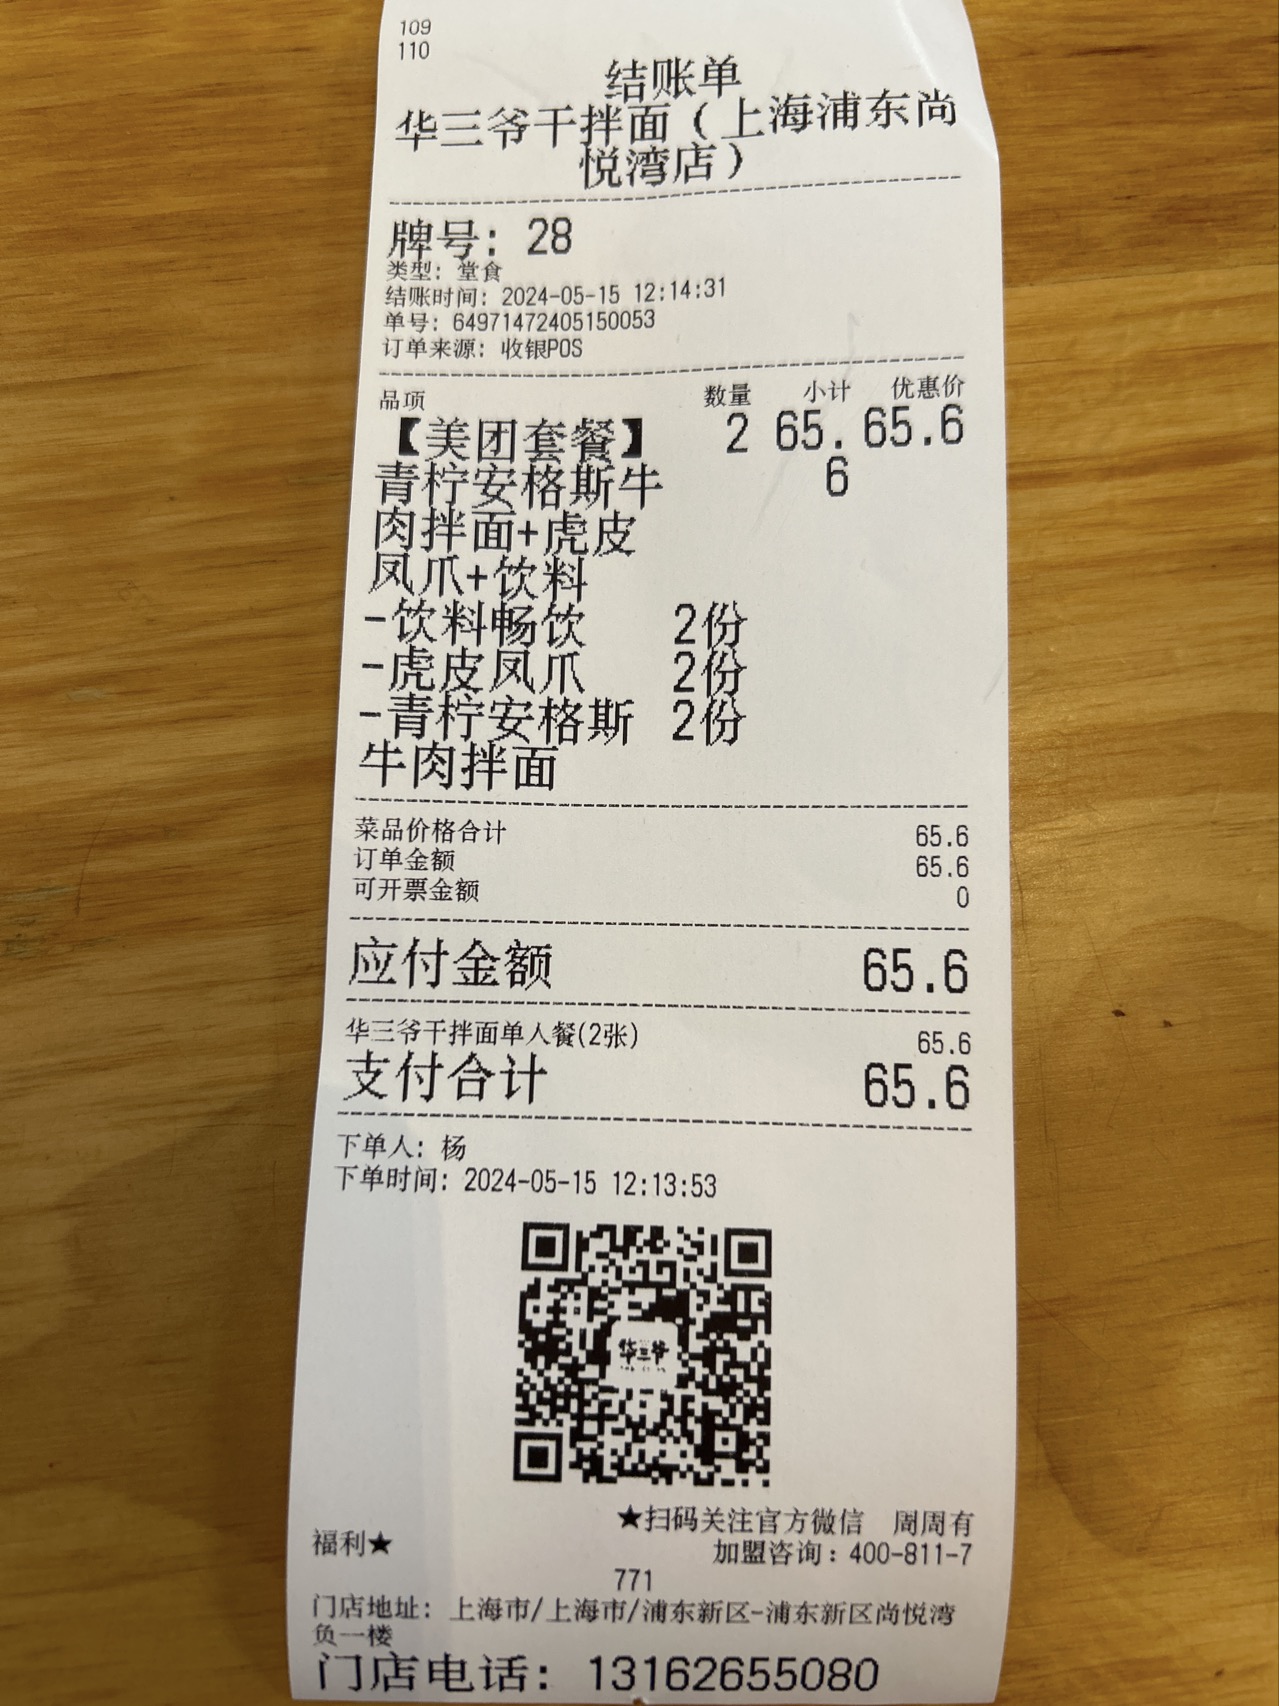 109
110
结账单
华三爷干拌面（上海浦东尚
悦湾店）
牌号：28
类型：堂食
结账时间：2024-05-15 12:14:31
单号：64971472405150053
订单来源：收银POS
品项 数量 小计 优惠价
【美团套餐】 2 65. 65.6
青柠安格斯牛 6
肉拌面+虎皮
凤爪+饮料
-饮料畅饮 2份
-虎皮凤爪 2份
-青柠安格斯 2份
牛肉拌面
菜品价格合计 65.6
订单金额 65.6
可开票金额 0
应付金额 65.6
华三爷干拌面单人餐(2张) 65.6
支付合计 65.6
下单人：杨
下单时间：2024-05-15 12:13:53
华三爷
★扫码关注官方微信 周周有
福利★
加盟咨询：400-811-7
771
门店地址：上海市/上海市/浦东新区-浦东新区尚悦湾
负一楼
门店电话：13162655080